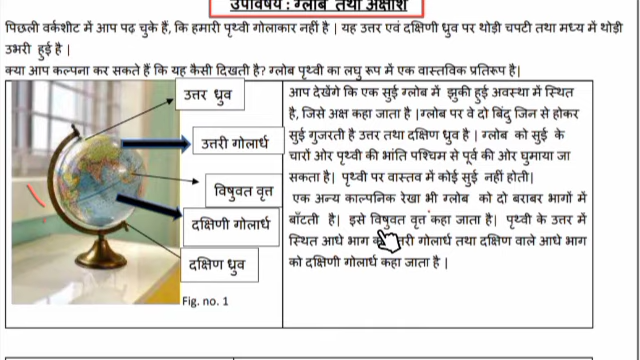 उपविषय : ग्लोब तथा अक्षांश
पिछली वर्कशीट में आप पढ़ चुके हैं, कि हमारी पृथ्वी गोलाकार नहीं है | यह उत्तर एवं दक्षिणी ध्रुव पर थोड़ी चपटी तथा मध्य में थोड़ी
उभरी हुई है |
क्या आप कल्पना कर सकते हैं कि यह कैसी दिखती है? ग्लोब पृथ्वी का लघु रूप में एक वास्तविक प्रतिरूप है|
उत्तर ध्रुव
उत्तरी गोलार्ध
विषुवत वृत्त
दक्षिणी गोलार्ध
दक्षिण ध्रुव
Fig. no. 1
आप देखेंगे कि एक सुई ग्लोब में झुकी हुई अवस्था में स्थित
है, जिसे अक्ष कहा जाता है |ग्लोब पर वे दो बिंदु जिन से होकर
सुई गुजरती है उत्तर तथा दक्षिण ध्रुव है | ग्लोब को सुई के
चारों ओर पृथ्वी की भांति पश्चिम से पूर्व की ओर घुमाया जा
सकता है| पृथ्वी पर वास्तव में कोई सुई नहीं होती|
एक अन्य काल्पनिक रेखा भी ग्लोब को दो बराबर भागों में
बाँटती है| इसे विषुवत वृत्त कहा जाता है| पृथ्वी के उत्तर में
स्थित आधे भाग गोलार्ध तथा दक्षिण वाले आधे भाग
को दक्षिणी गोलार्ध कहा जाता है |